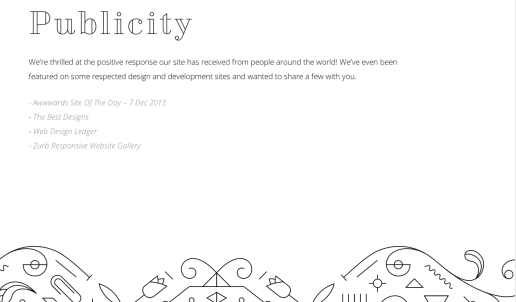 Publicity
We're thrilled at the positive response our site has received from people around the world! We've even been
featured on some respected design and development sites and wanted to share a few with you.
- Awwwards Site Of The Day – 7 Dec 2013
- The Best Designs
- Web Design Ledger
- Zurb Responsive Website Gallery